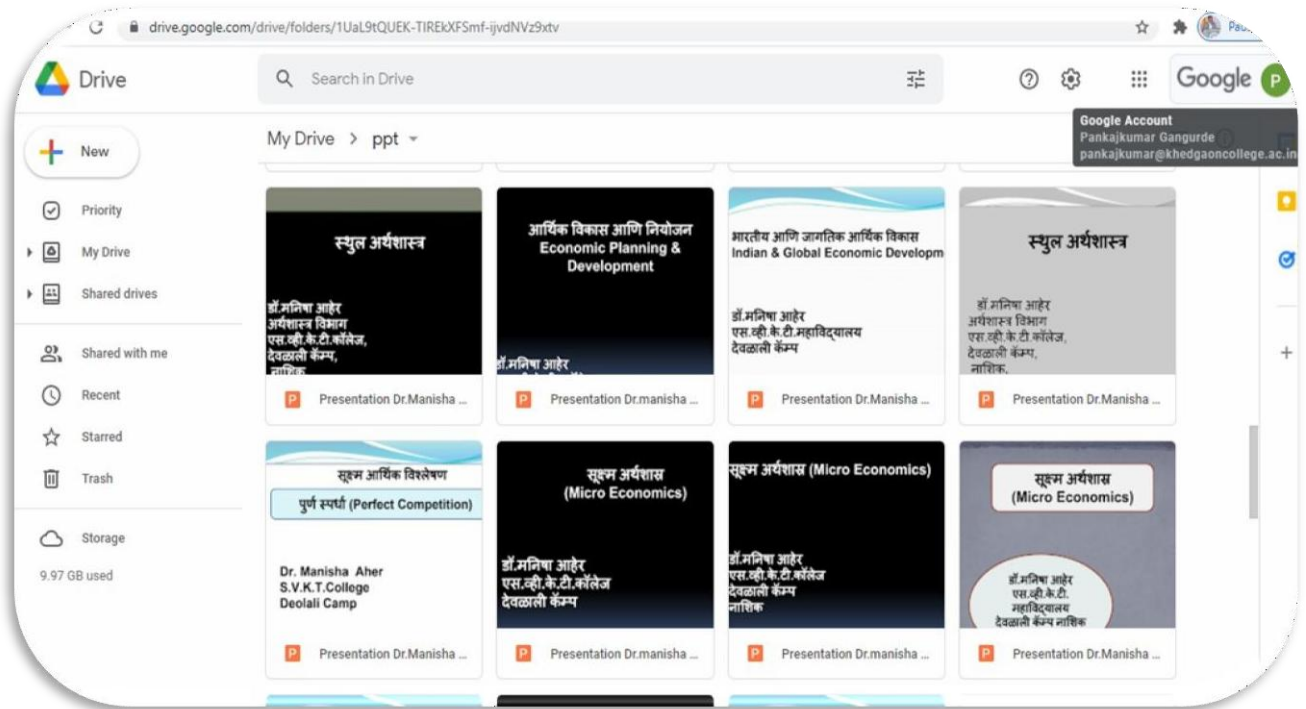 drive.google.com/drive/folders/1UaL9tQUEK-TIREkXFSmf-ijvdNVz9xtv
Drive
Search in Drive
Google
P
Google Account
Pankajkumar Gangurde
pankajkumar@khedgaoncollege.ac.in
New
My Drive > ppt
Priority
My Drive
Shared drives
Shared with me
Recent
Starred
Trash
Storage
9.97 GB used
स्थुल अर्थशास्त्र
डॉ.मनिषा आहेर
अर्थशास्त्र विभाग
एस.व्ही.के.टी.कॉलेज,
देवळाली कॅम्प,
नाशिक
P Presentation Dr.Manisha ...
आर्थिक विकास आणि नियोजन
Economic Planning &
Development
डॉ.मनिषा आहेर
P Presentation Dr.manisha ...
भारतीय आणि जागतिक आर्थिक विकास
Indian & Global Economic Developm
डॉ.मनिषा आहेर
एस.व्ही.के.टी.महाविद्यालय
देवळाली कॅम्प
P Presentation Dr.Manisha ...
स्थुल अर्थशास्त्र
डॉ.मनिषा आहेर
अर्थशास्त्र विभाग
एस.व्ही.के.टी.कॉलेज,
देवळाली कॅम्प,
नाशिक.
P Presentation Dr.Manisha ...
सूक्ष्म आर्थिक विश्लेषण
पुर्ण स्पर्धा (Perfect Competition)
Dr. Manisha Aher
S.V.K.T.College
Deolali Camp
P Presentation Dr.Manisha ...
सूक्ष्म अर्थशास्र
(Micro Economics)
डॉ.मनिषा आहेर
एस.व्ही.के.टी.कॉलेज
देवळाली कॅम्प
P Presentation Dr.manisha ...
सूक्ष्म अर्थशास्र (Micro Economics)
डॉ.मनिषा आहेर
एस.व्ही.के.टी.कॉलेज
देवळाली कॅम्प
नाशिक
P Presentation Dr.manisha ...
सूक्ष्म अर्थशास्र
(Micro Economics)
डॉ.मनिषा आहेर
एस.व्ही.के.टी.
महाविद्यालय
देवळाली कॅम्प नाशिक
P Presentation Dr.Manisha ...